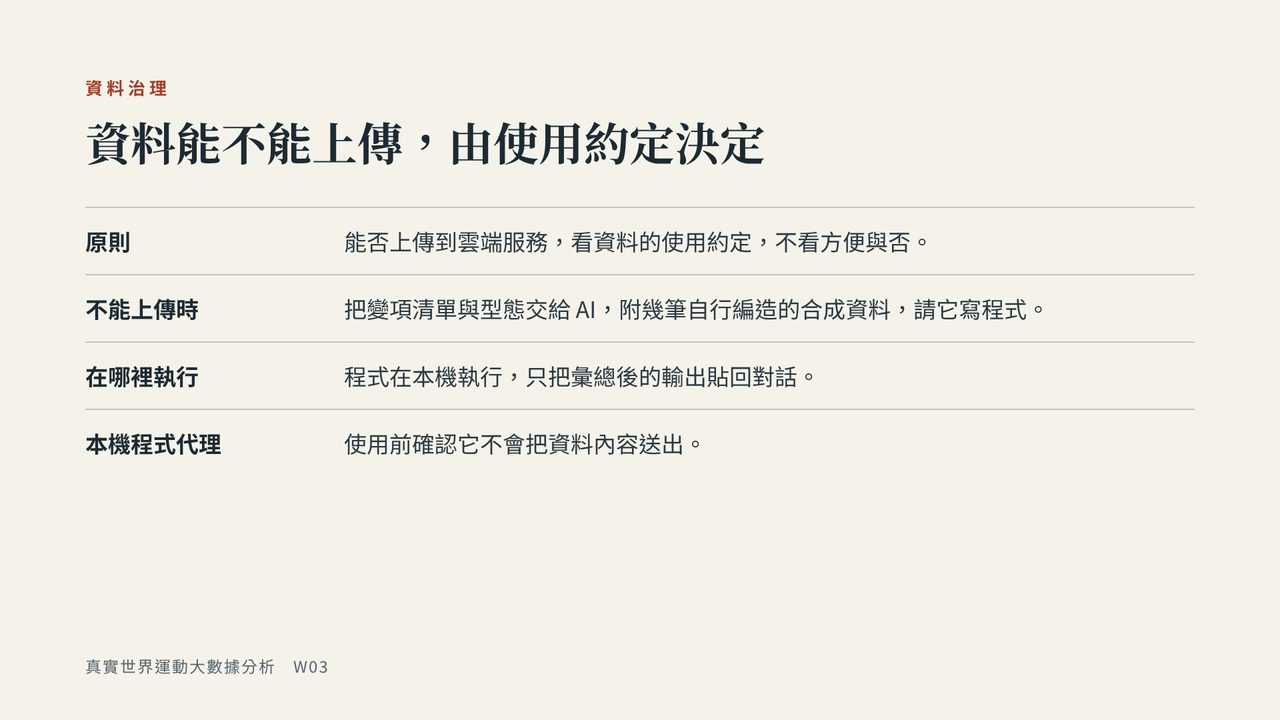 資料治理
資料能不能上傳，由使用約定決定
原則
能否上傳到雲端服務，看資料的使用約定，不看方便與否。
不能上傳時
把變項清單與型態交給 AI，附幾筆自行編造的合成資料，請它寫程式。
在哪裡執行
程式在本機執行，只把彙總後的輸出貼回對話。
本機程式代理
使用前確認它不會把資料內容送出。
真實世界運動大數據分析 W03